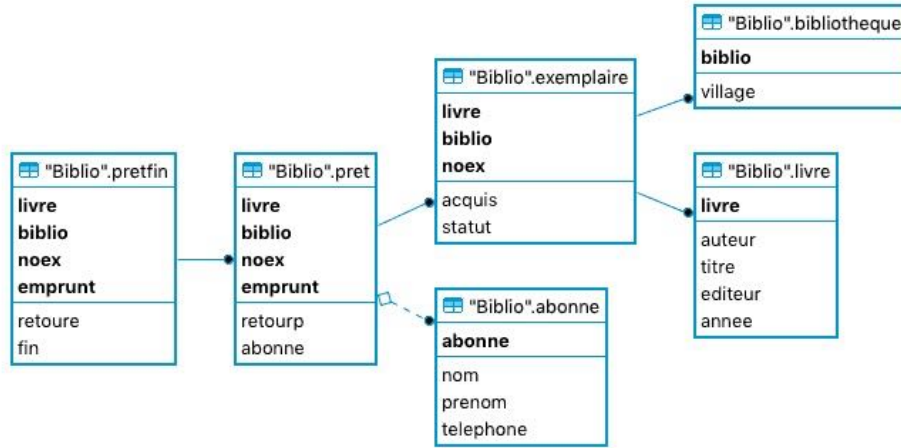 "Biblio".pretfin
livre
biblio
noex
emprunt
retoure
fin
"Biblio".pret
livre
biblio
noex
emprunt
retourp
abonne
"Biblio".exemplaire
livre
biblio
noex
acquis
statut
"Biblio".abonne
abonne
nom
prenom
telephone
"Biblio".bibliotheque
biblio
village
"Biblio".livre
livre
auteur
titre
editeur
annee